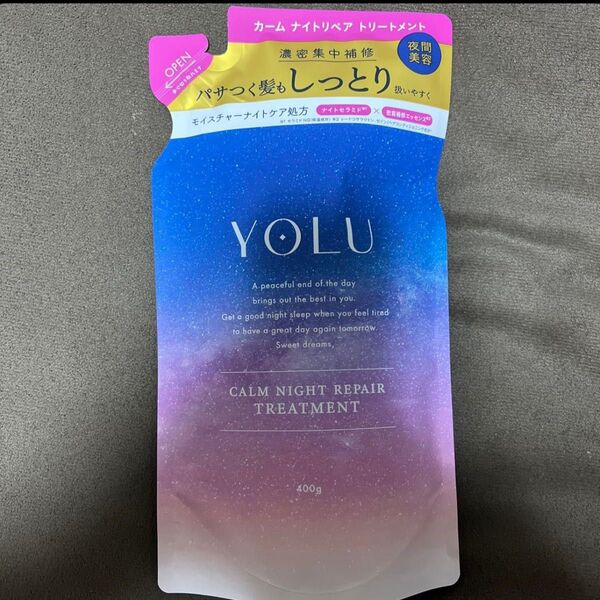 カーム ナイトリペア トリートメント
OPEN
濃密集中補修
夜間
美容
パサつく髪も しっとり 扱いやすく
モイスチャーナイトケア処方 ナイトセラミド ×
YOLU
A peaceful end of the day
brings out the best in you.
Get a good night sleep when you feel tired
to have a great day again tomorrow.
Sweet dreams,
CALM NIGHT REPAIR
TREATMENT
400g